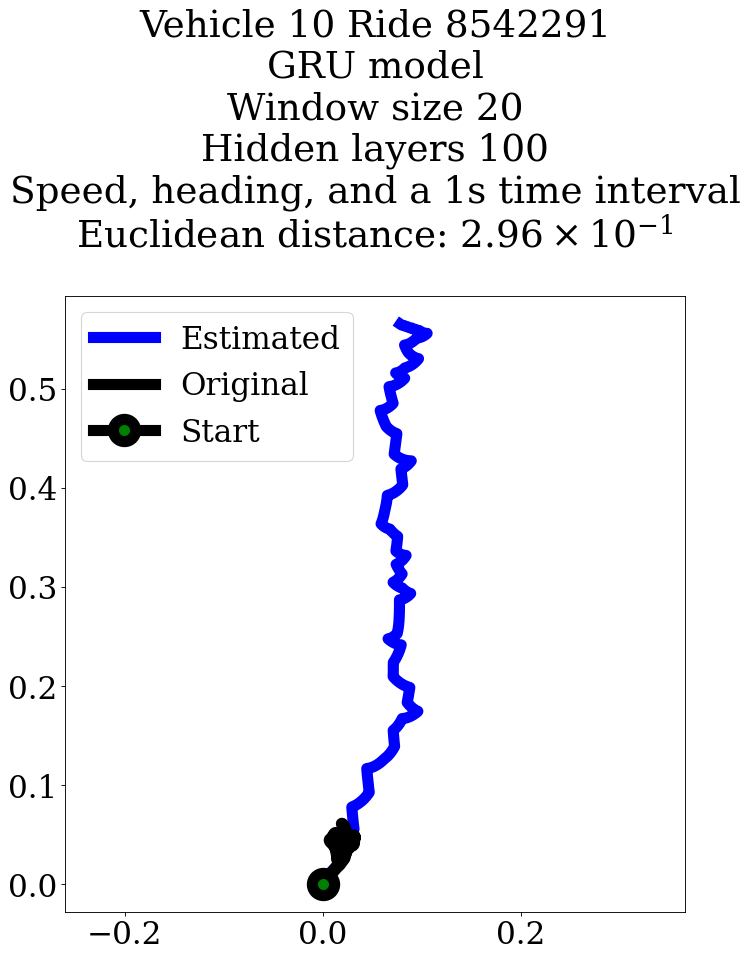 Vehicle 10 Ride 8542291
GRU model
Window size 20
Hidden layers 100
Speed, heading, and a 1s time interval
Euclidean distance: 2.96 × 10⁻¹
Estimated
Original
Start
0.5
0.4
0.3
0.2
0.1
0.0
−0.2 0.0 0.2